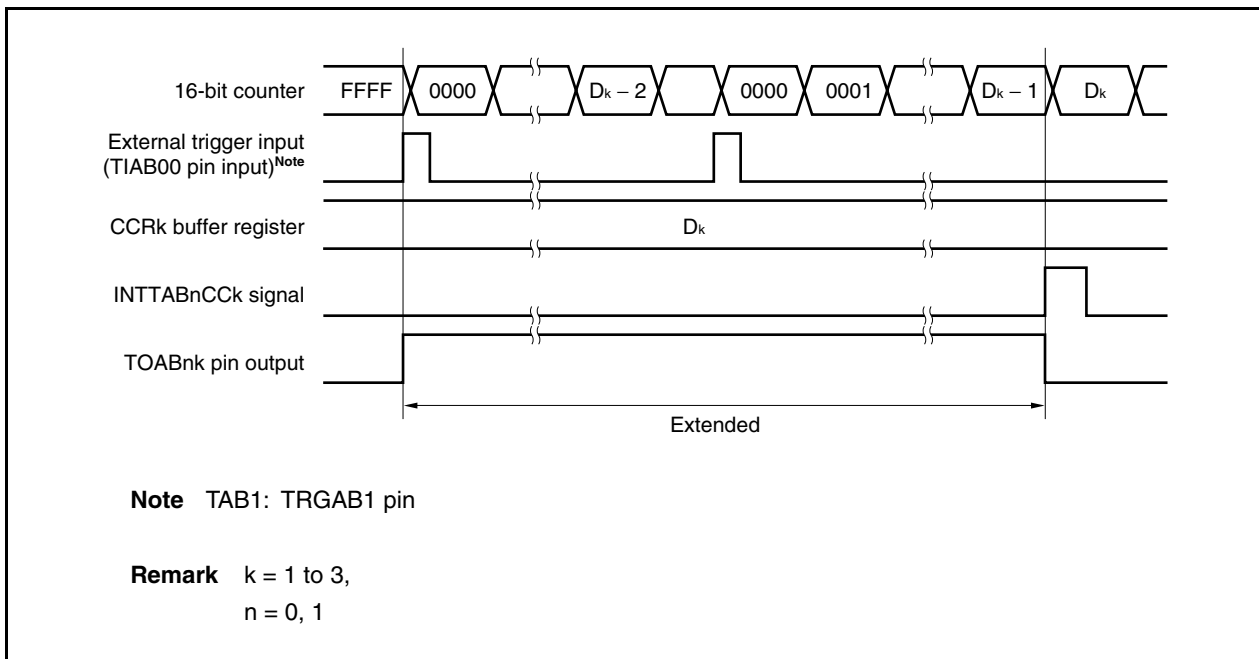 16-bit counter FFFF 0000 Dk − 2 0000 0001 Dk − 1 Dk
External trigger input
(TIAB00 pin input)Note
CCRk buffer register Dk
INTTABnCCk signal
TOABnk pin output
Extended
Note TAB1: TRGAB1 pin
Remark k = 1 to 3,
n = 0, 1